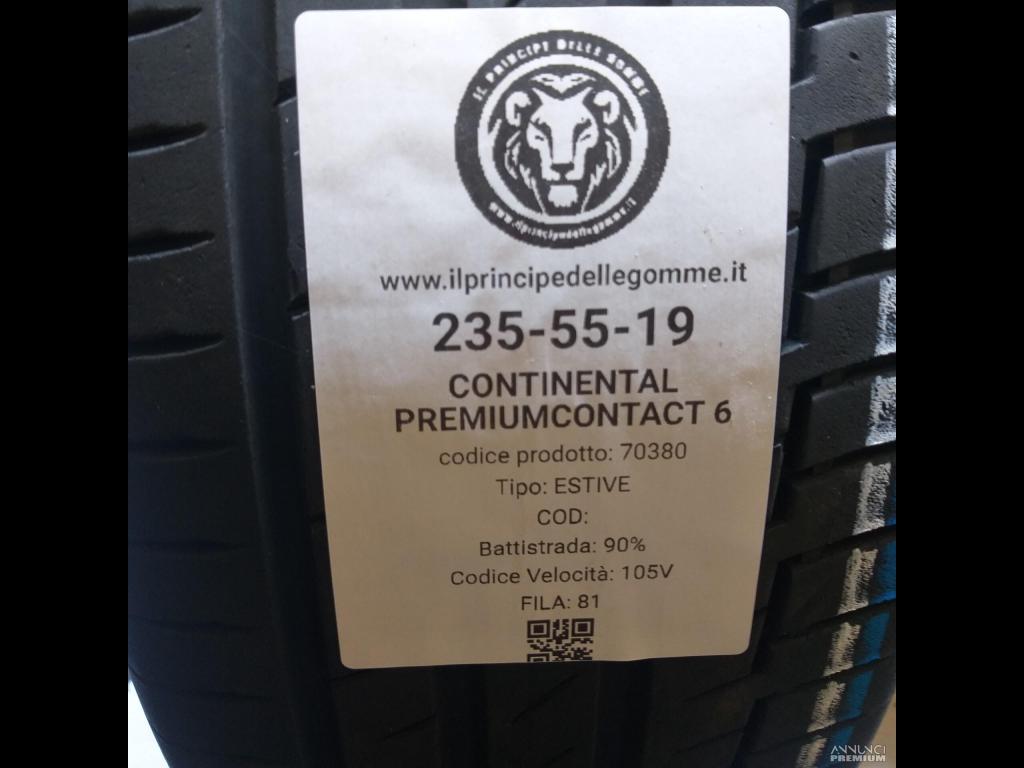 IL PRINCIPE DELLE GOMME
www.ilprincipedellegomme.it
www.ilprincipedellegomme.it
235-55-19
CONTINENTAL
PREMIUMCONTACT 6
codice prodotto: 70380
Tipo: ESTIVE
COD:
Battistrada: 90%
Codice Velocità: 105V
FILA: 81
ANNUNCI
PREMIUM